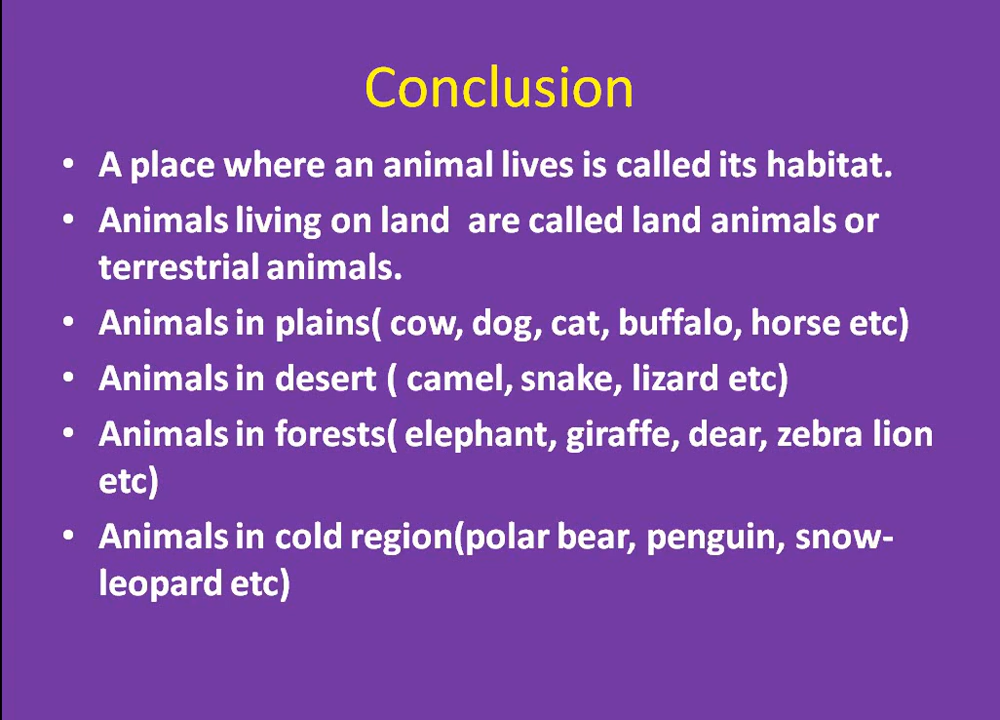 Conclusion
• A place where an animal lives is called its habitat.
• Animals living on land  are called land animals or
terrestrial animals.
• Animals in plains( cow, dog, cat, buffalo, horse etc)
• Animals in desert ( camel, snake, lizard etc)
• Animals in forests( elephant, giraffe, dear, zebra lion
etc)
• Animals in cold region(polar bear, penguin, snow-
leopard etc)